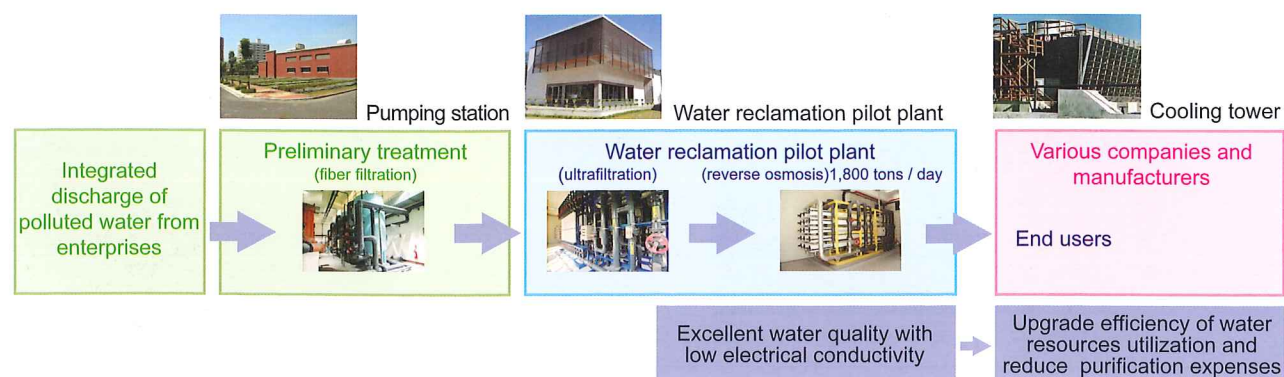 Pumping station
Water reclamation pilot plant
Cooling tower
Integrated
discharge of
polluted water from
enterprises
Preliminary treatment
(fiber filtration)
Water reclamation pilot plant
(ultrafiltration)
(reverse osmosis)1,800 tons / day
Various companies and
manufacturers
End users
Excellent water quality with
low electrical conductivity
Upgrade efficiency of water
resources utilization and
reduce purification expenses